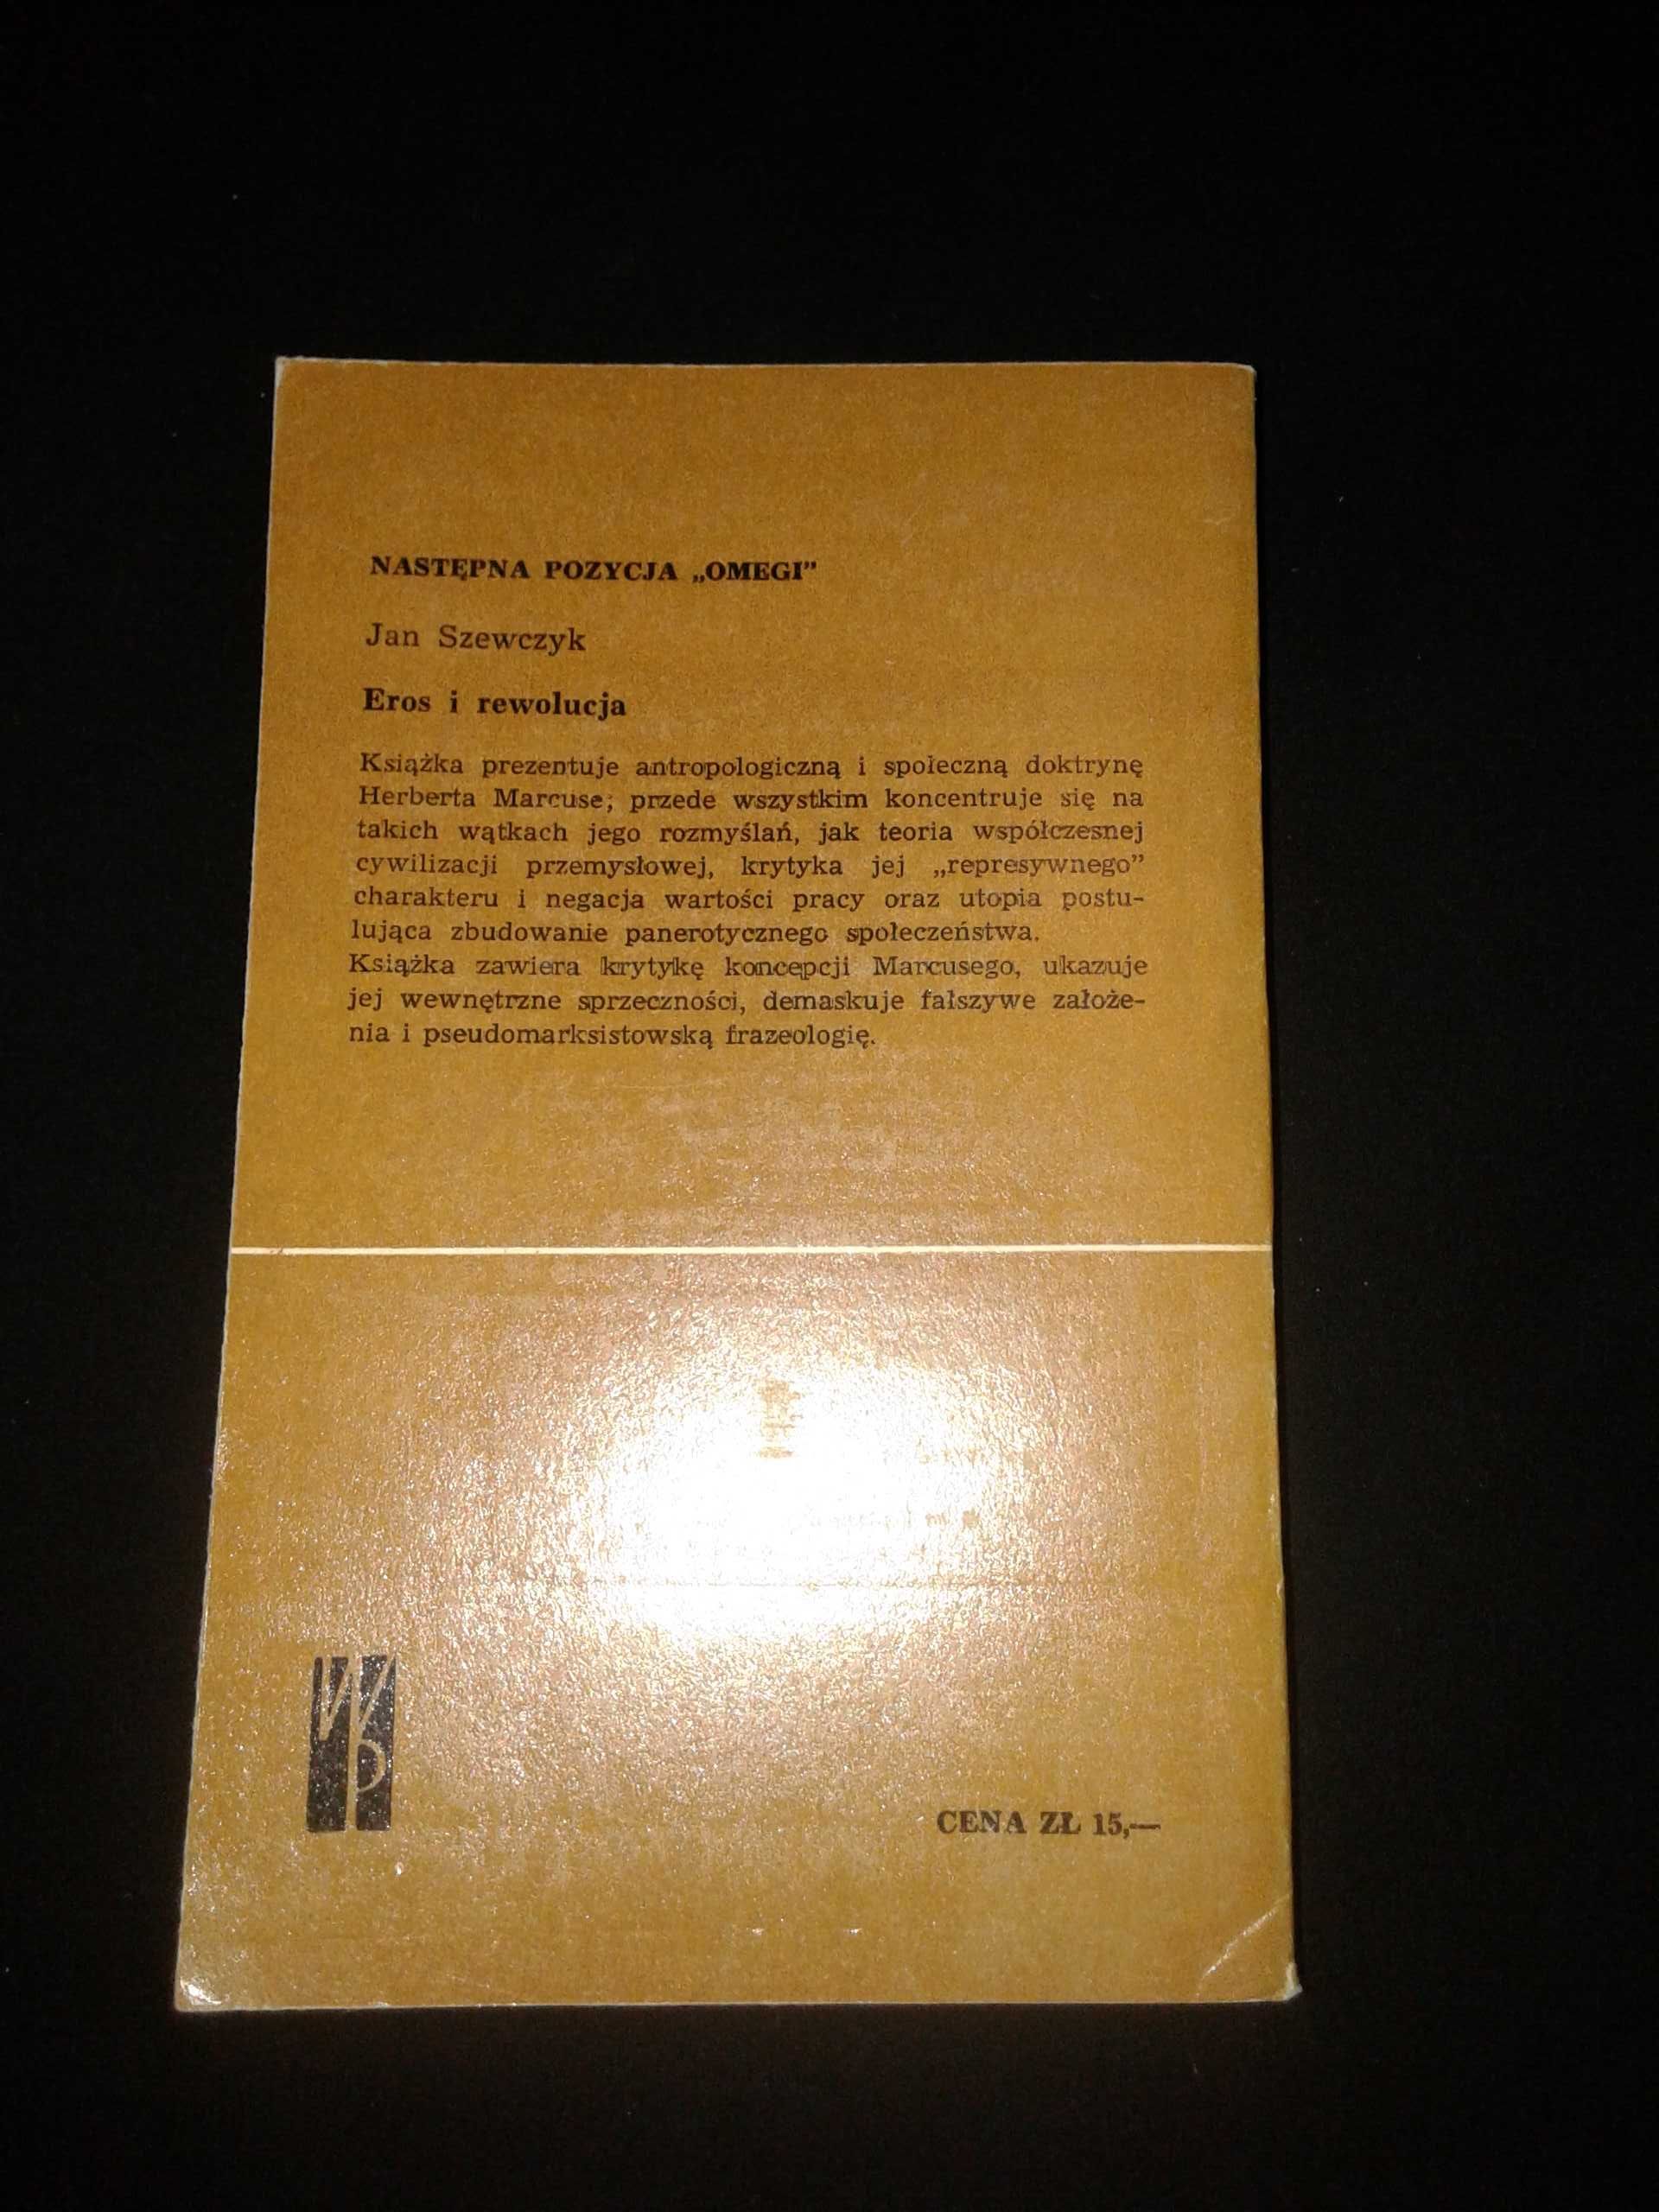 NASTĘPNA POZYCJA „OMEGI”
Jan Szewczyk
Eros i rewolucja
Książka prezentuje antropologiczną i społeczną doktrynę
Herberta Marcuse; przede wszystkim koncentruje się na
takich wątkach jego rozmyślań, jak teoria współczesnej
cywilizacji przemysłowej, krytyka jej „represywnego”
charakteru i negacja wartości pracy oraz utopia postu-
lująca zbudowanie panerotycznego społeczeństwa.
Książka zawiera krytykę koncepcji Marcusego, ukazuje
jej wewnętrzne sprzeczności, demaskuje fałszywe założe-
nia i pseudomarksistowską frazeologię.
WP
CENA ZŁ 15,—